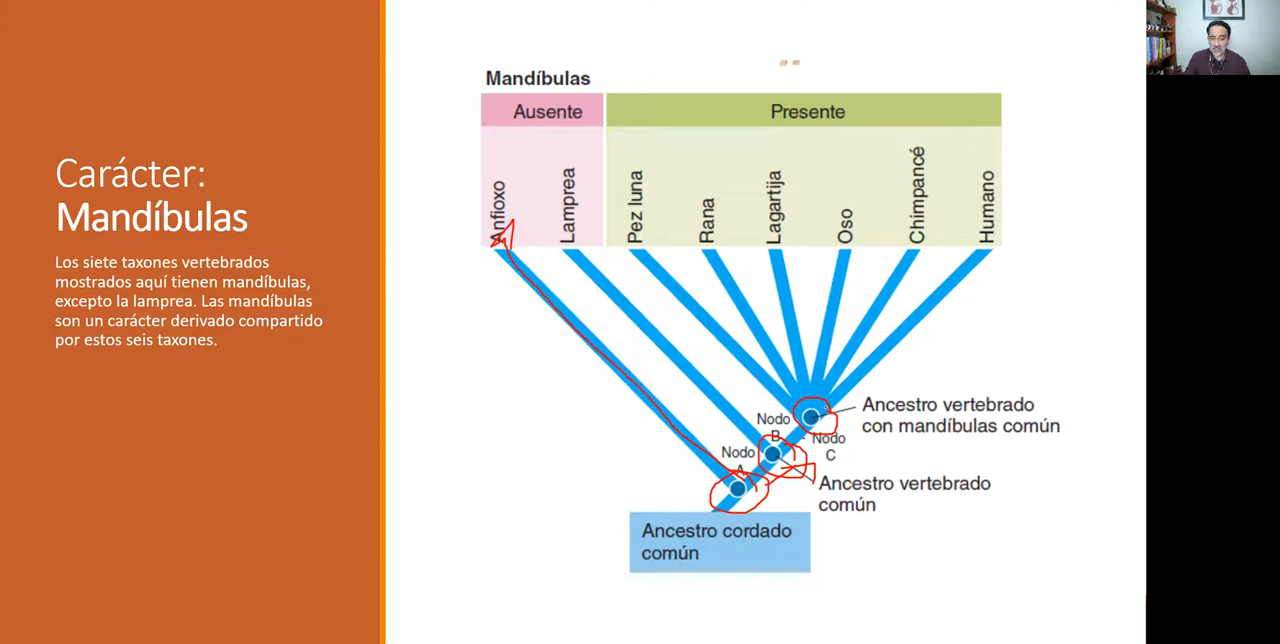 Carácter:
Mandíbulas
Los siete taxones vertebrados
mostrados aquí tienen mandíbulas,
excepto la lamprea. Las mandíbulas
son un carácter derivado compartido
por estos seis taxones.
Mandíbulas
Ausente
Presente
Anfioxo
Lamprea
Pez luna
Rana
Lagartija
Oso
Chimpancé
Humano
Ancestro vertebrado
con mandíbulas común
Nodo
B
Nodo
C
Nodo
A
Ancestro vertebrado
común
Ancestro cordado
común